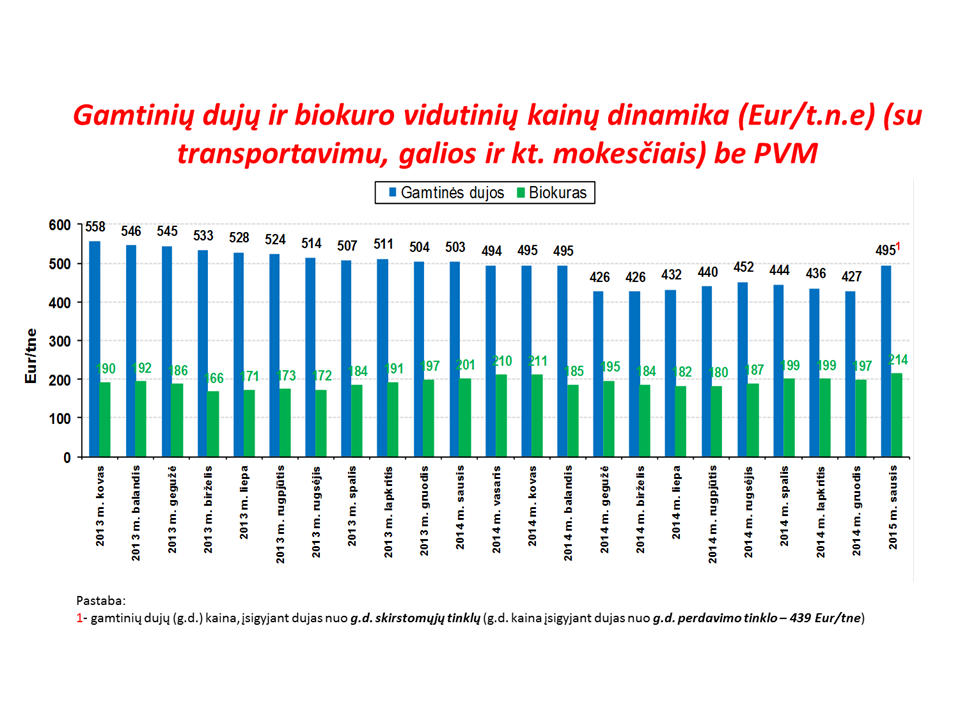 Gamtinių dujų ir biokuro vidutinių kainų dinamika (Eur/t.n.e) (su
transportavimu, galios ir kt. mokesčiais) be PVM
Gamtinės dujos Biokuras
Eur/tne
600
500
400
300
200
100
0
558 546 545 533 528 524 514 507 511 504 503 494 495 495 426 426 432 440 452 444 436 427 495¹
190 192 186 166 171 173 172 184 191 197 201 210 211 185 195 184 182 180 187 199 199 197 214
2013 m. kovas
2013 m. balandis
2013 m. gegužė
2013 m. birželis
2013 m. liepa
2013 m. rugpjūtis
2013 m. rugsėjis
2013 m. spalis
2013 m. lapkritis
2013 m. gruodis
2014 m. sausis
2014 m. vasaris
2014 m. kovas
2014 m. balandis
2014 m. gegužė
2014 m. birželis
2014 m. liepa
2014 m. rugpjūtis
2014 m. rugsėjis
2014 m. spalis
2014 m. lapkritis
2014 m. gruodis
2015 m. sausis
Pastaba:
1- gamtinių dujų (g.d.) kaina, įsigyjant dujas nuo g.d. skirstomųjų tinklų (g.d. kaina įsigyjant dujas nuo g.d. perdavimo tinklo – 439 Eur/tne)